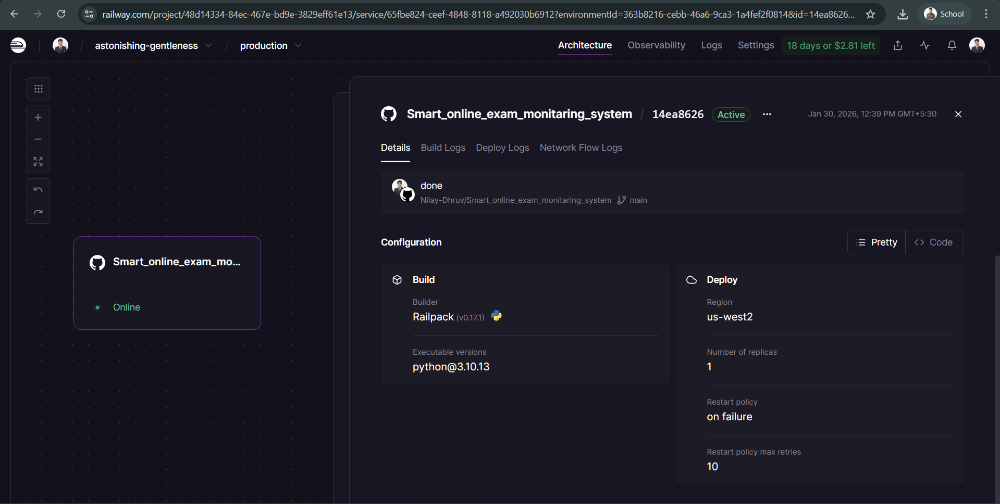 railway.com/project/48d14334-84ec-467e-bd9e-3829eff61e13/service/65fbe824-ceef-4848-8118-a492030b6912?environmentId=363b8216-cebb-46a6-9ca3-1a4fef2f0814&id=14ea8626...
School
astonishing-gentleness
/
production
Architecture
Observability
Logs
Settings
18 days or $2.81 left
Smart_online_exam_mo...
Online
Smart_online_exam_monitaring_system / 14ea8626 Active
Jan 30, 2026, 12:39 PM GMT+5:30
Details
Build Logs
Deploy Logs
Network Flow Logs
done
Nilay-Dhruv/Smart_online_exam_monitaring_system main
Configuration
Pretty
Code
Build
Builder
Railpack (v0.17.1)
Executable versions
python@3.10.13
Deploy
Region
us-west2
Number of replicas
1
Restart policy
on failure
Restart policy max retries
10